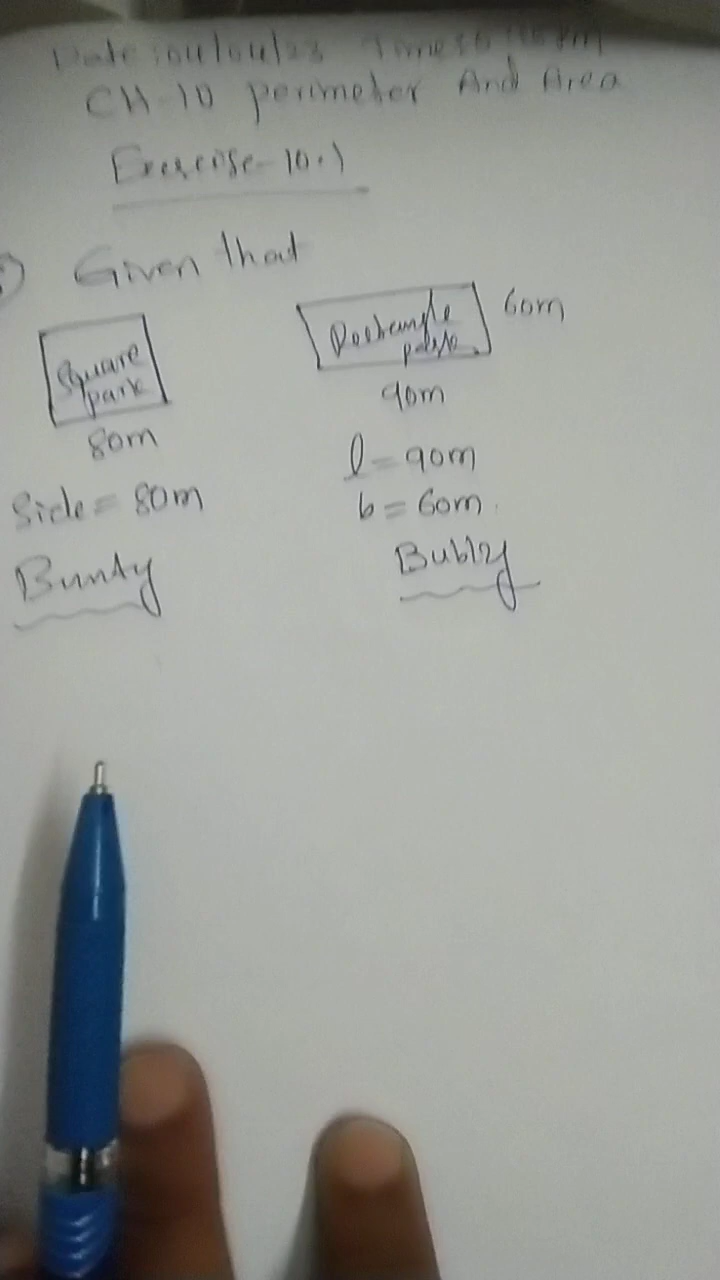 CH-10 perimeter And Area
Exercise-10.1
Given that
Square
park
80m
Side = 80m
Bunty
Rectangle
60m
90m
l = 90m
b = 60m.
Bubly